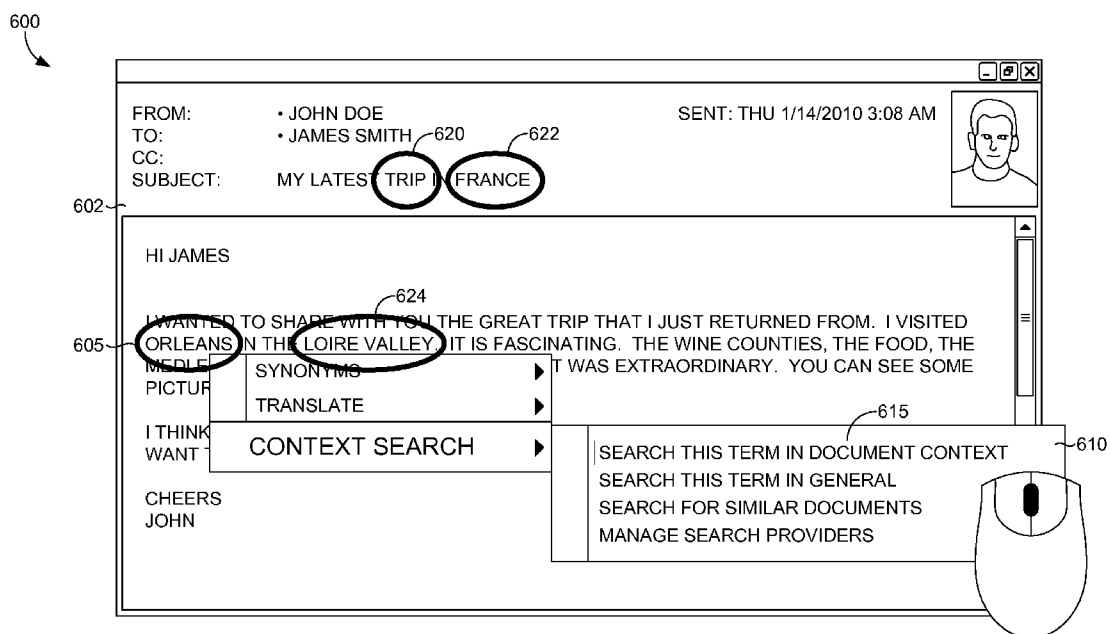 600
FROM: • JOHN DOE SENT: THU 1/14/2010 3:08 AM
TO: • JAMES SMITH 620 622
CC:
SUBJECT: MY LATEST TRIP IN FRANCE
602
HI JAMES
624
I WANTED TO SHARE WITH YOU THE GREAT TRIP THAT I JUST RETURNED FROM. I VISITED
605 ORLEANS IN THE LOIRE VALLEY. IT IS FASCINATING. THE WINE COUNTIES, THE FOOD, THE
T WAS EXTRAORDINARY. YOU CAN SEE SOME
SYNONYMS
PICTUR
TRANSLATE
615
I THINK
WANT
CONTEXT SEARCH
SEARCH THIS TERM IN DOCUMENT CONTEXT 610
SEARCH THIS TERM IN GENERAL
SEARCH FOR SIMILAR DOCUMENTS
MANAGE SEARCH PROVIDERS
CHEERS
JOHN